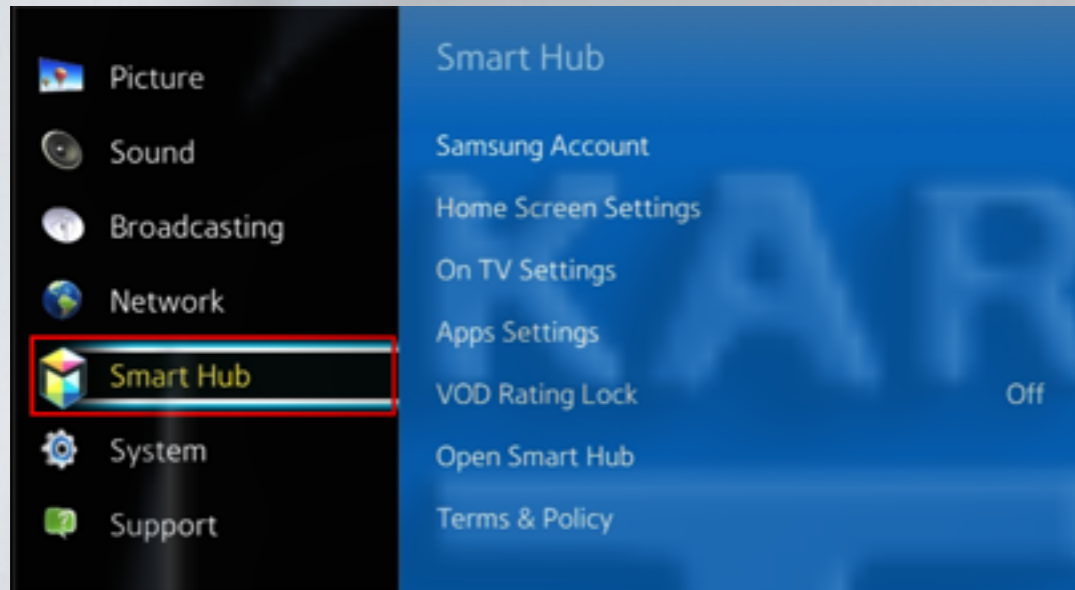 Picture
Sound
Broadcasting
Network
Smart Hub
System
Support
Smart Hub
Samsung Account
Home Screen Settings
On TV Settings
Apps Settings
VOD Rating Lock Off
Open Smart Hub
Terms & Policy
KAR